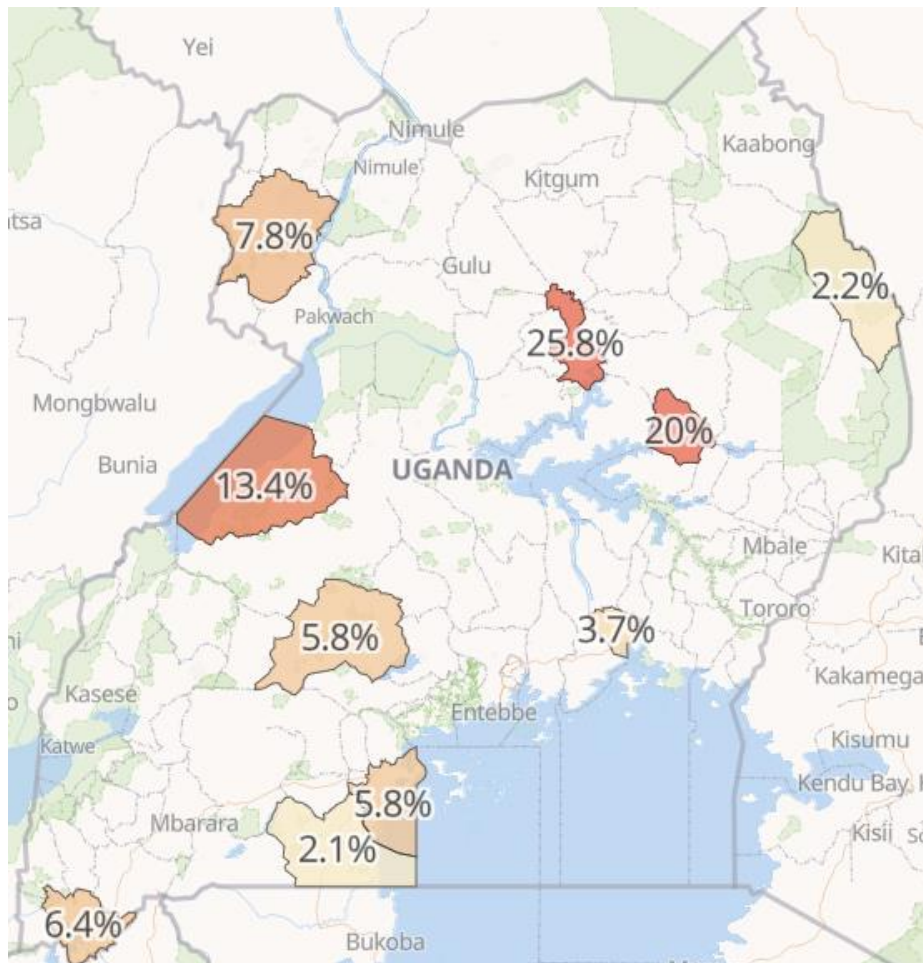 Yei
Nimule
Kaabong
Nimule
Kitgum
tsa
7.8%
Gulu
2.2%
Pakwach
25.8%
Mongbwalu
20%
Bunia
13.4%
UGANDA
Mbale
Kita
Tororo
3.7%
5.8%
ni
Kakamega
Kasese
o
Entebbe
Katwe
Kisumu
Kendu Bay
5.8%
Mbarara
Kisii
So
2.1%
6.4%
Bukoba